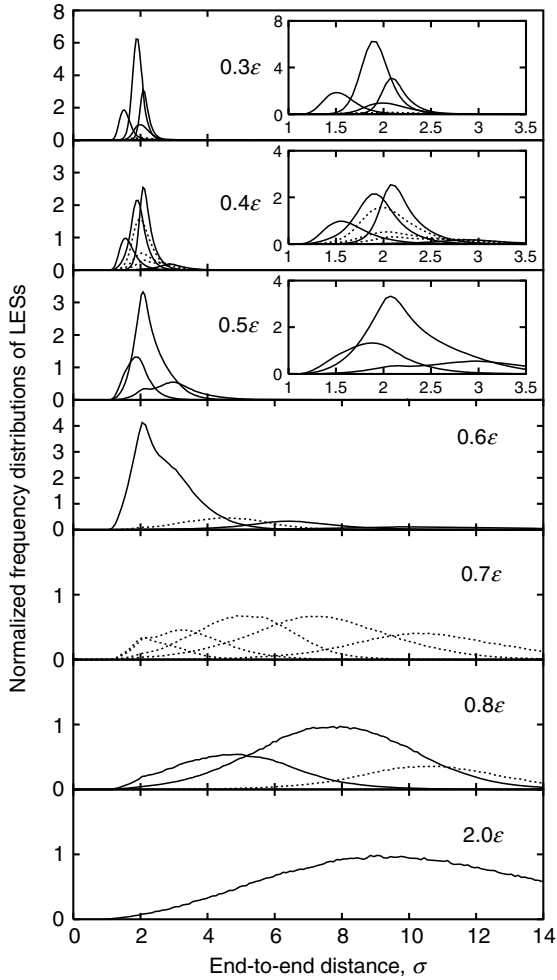 Normalized frequency distributions of LESs
8
6
4
2
0
0.3ε
8
4
0
1 1.5 2 2.5 3 3.5
3
2
1
0
0.4ε
4
2
0
1 1.5 2 2.5 3 3.5
3
2
1
0
0.5ε
4
2
0
1 1.5 2 2.5 3 3.5
4
3
2
1
0
0.6ε
1
0
0.7ε
1
0
0.8ε
1
0
2.0ε
0 2 4 6 8 10 12 14
End-to-end distance, σ